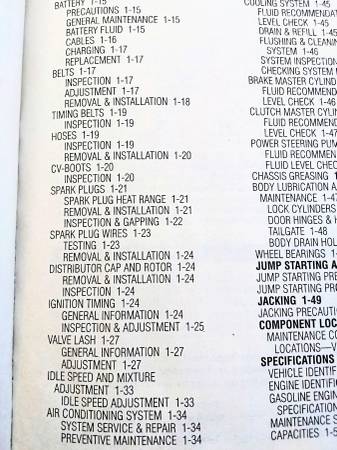 BATTERY 1-15
PRECAUTIONS 1-15
GENERAL MAINTENANCE 1-15
BATTERY FLUID 1-15
CABLES 1-16
CHARGING 1-17
REPLACEMENT 1-17
BELTS 1-17
INSPECTION 1-17
ADJUSTMENT 1-17
REMOVAL & INSTALLATION 1-18
TIMING BELTS 1-19
INSPECTION 1-19
HOSES 1-19
INSPECTION 1-19
REMOVAL & INSTALLATION 1-20
CV-BOOTS 1-20
INSPECTION 1-20
SPARK PLUGS 1-21
SPARK PLUG HEAT RANGE 1-21
REMOVAL & INSTALLATION 1-21
INSPECTION & GAPPING 1-22
SPARK PLUG WIRES 1-23
TESTING 1-23
REMOVAL & INSTALLATION 1-24
DISTRIBUTOR CAP AND ROTOR 1-24
REMOVAL & INSTALLATION 1-24
INSPECTION 1-24
IGNITION TIMING 1-24
GENERAL INFORMATION 1-24
INSPECTION & ADJUSTMENT 1-25
VALVE LASH 1-27
GENERAL INFORMATION 1-27
ADJUSTMENT 1-27
IDLE SPEED AND MIXTURE
ADJUSTMENT 1-33
IDLE SPEED ADJUSTMENT 1-33
AIR CONDITIONING SYSTEM 1-34
SYSTEM SERVICE & REPAIR 1-34
PREVENTIVE MAINTENANCE 1-34
COOLING SYSTEM 1-45
FLUID RECOMMENDAT
LEVEL CHECK 1-45
DRAIN & REFILL 1-45
FLUSHING & CLEANIN
SYSTEM 1-46
SYSTEM INSPECTION
CHECKING SYSTEM
BRAKE MASTER CYLIND
FLUID RECOMMEND
LEVEL CHECK 1-46
CLUTCH MASTER CYLIN
FLUID RECOMMEND
LEVEL CHECK 1-47
POWER STEERING PUM
FLUID RECOMMEN
FLUID LEVEL CHEC
CHASSIS GREASING 1
BODY LUBRICATION A
MAINTENANCE 1-47
LOCK CYLINDERS
DOOR HINGES & H
TAILGATE 1-48
BODY DRAIN HOL
WHEEL BEARINGS 1-4
JUMP STARTING A
JUMP STARTING PRE
JUMP STARTING PRO
JACKING 1-49
JACKING PRECAUTI
COMPONENT LOC
MAINTENANCE CO
LOCATIONS—V
SPECIFICATIONS
VEHICLE IDENTIF
ENGINE IDENTIFI
GASOLINE ENGIN
SPECIFICATION
MAINTENANCE S
CAPACITIES 1-5